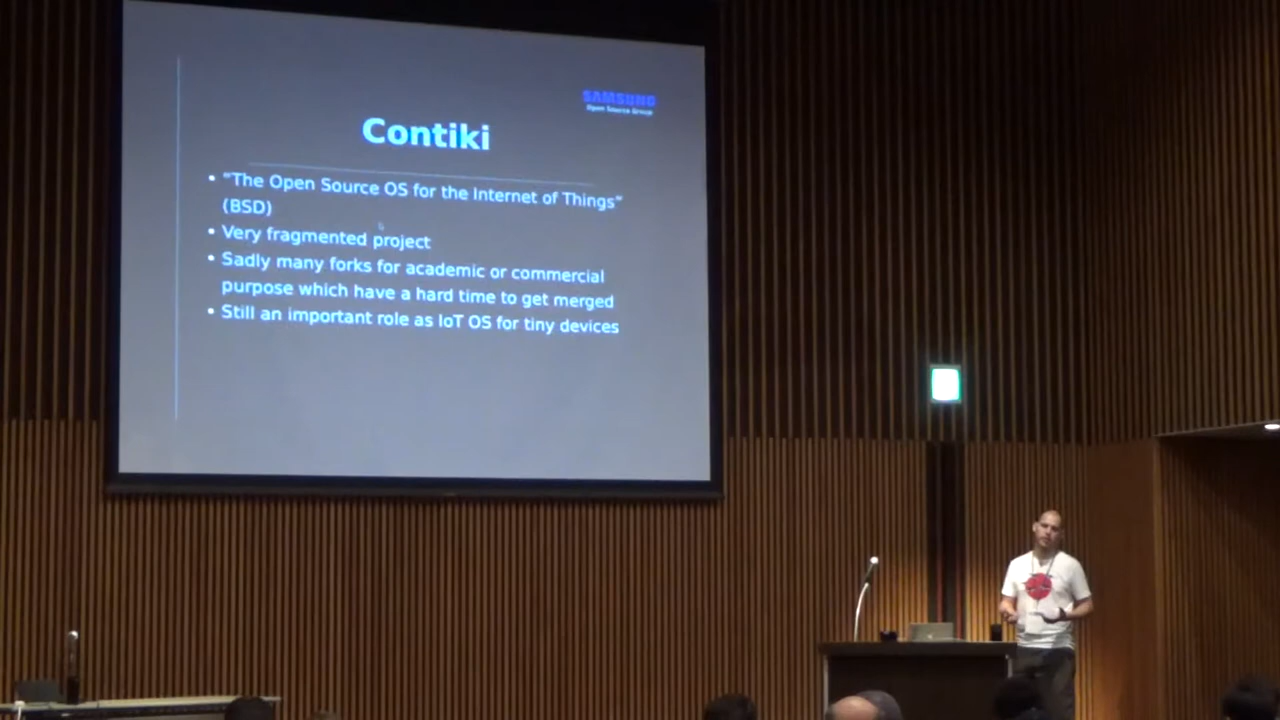 SAMSUNG
Open Source Group
Contiki
• "The Open Source OS for the Internet of Things"
(BSD)
• Very fragmented project
• Sadly many forks for academic or commercial
purpose which have a hard time to get merged
• Still an important role as IoT OS for tiny devices